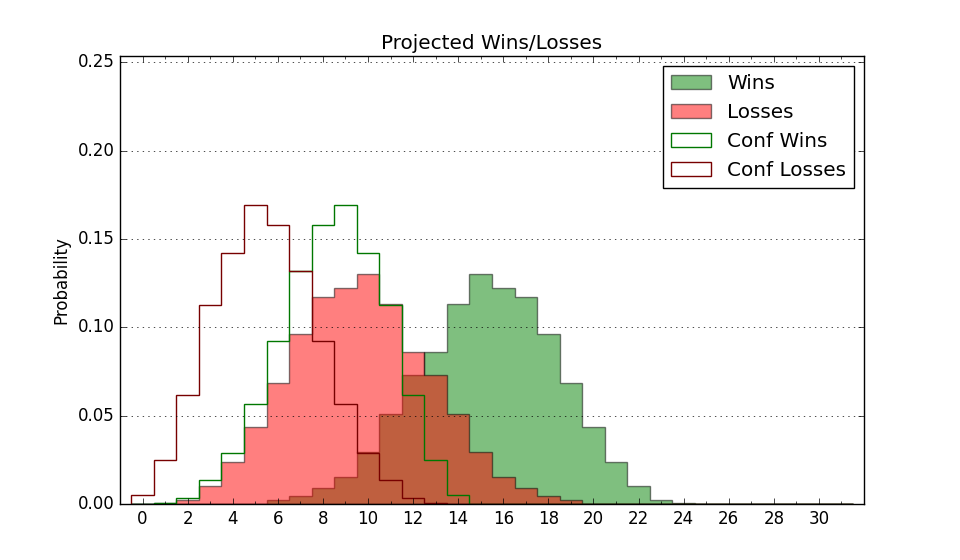 Projected Wins/Losses
0.25
0.20
0.15
0.10
0.05
0.00
Probability
Wins
Losses
Conf Wins
Conf Losses
0 2 4 6 8 10 12 14 16 18 20 22 24 26 28 30